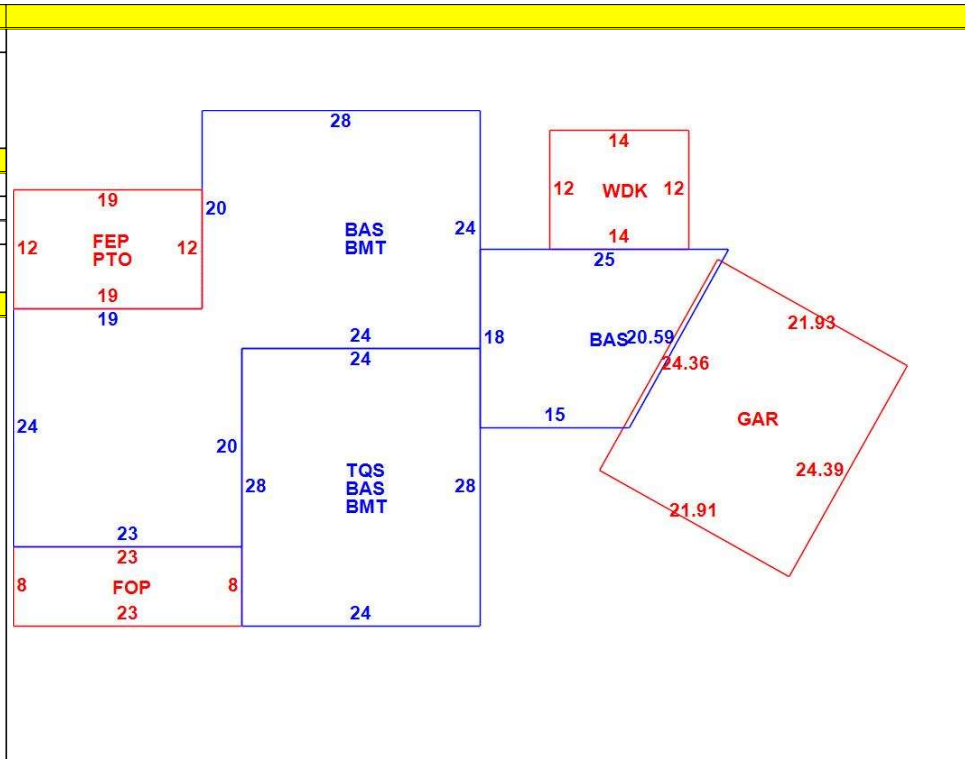 28
14
12 WDK 12
14
19
20
12 FEP 12
PTO
19
19
BAS
BMT
24
25
24
24
18
BAS 20.59
24.36
21.93
GAR
15
24.39
21.91
24
20
28
TQS
BAS
BMT
28
23
23
8 FOP 8
23
24